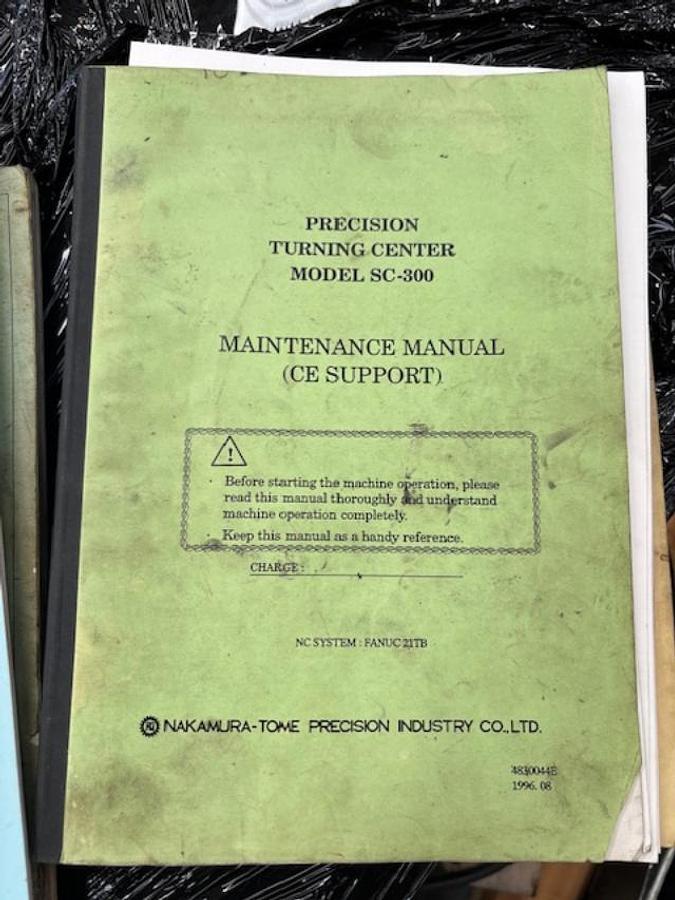 PRECISION
TURNING CENTER
MODEL SC-300
MAINTENANCE MANUAL
(CE SUPPORT)
!
· Before starting the machine operation, please
read this manual thoroughly and understand
machine operation completely.
· Keep this manual as a handy reference.
CHARGE :
NC SYSTEM : FANUC 21TB
NAKAMURA-TOME PRECISION INDUSTRY CO.,LTD.
1996. 08